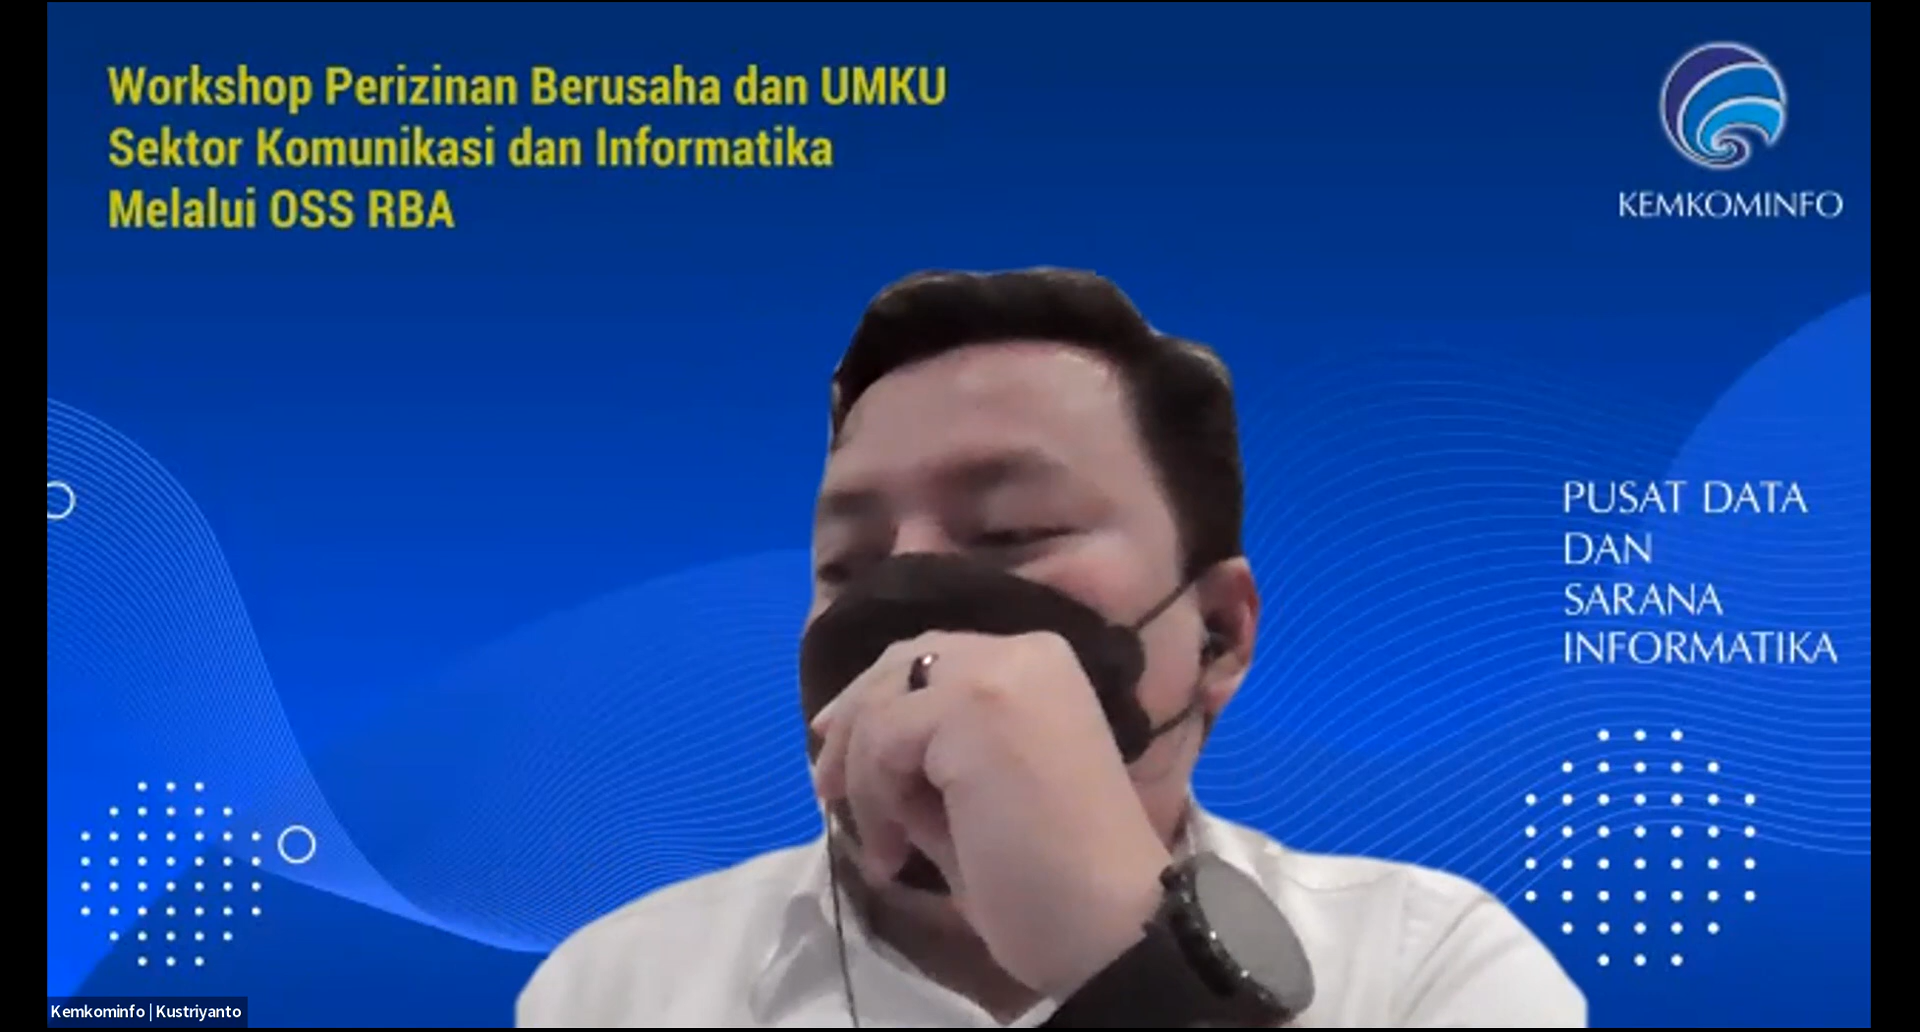 Workshop Perizinan Berusaha dan UMKU
Sektor Komunikasi dan Informatika
Melalui OSS RBA
KEMKOMINFO
PUSAT DATA
DAN
SARANA
INFORMATIKA
Kemkominfo | Kustriyanto